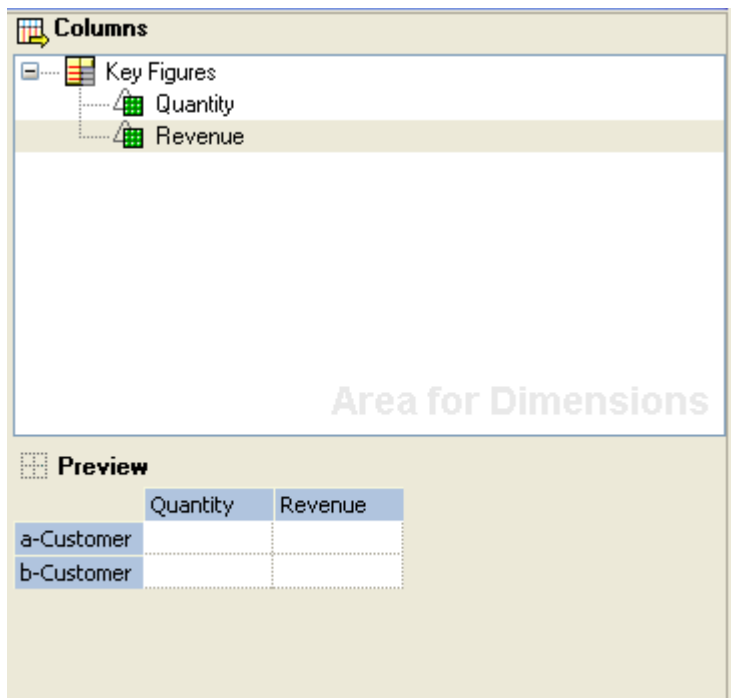 Columns
Key Figures
Quantity
Revenue
Area for Dimensions
Preview
Quantity Revenue
a-Customer
b-Customer